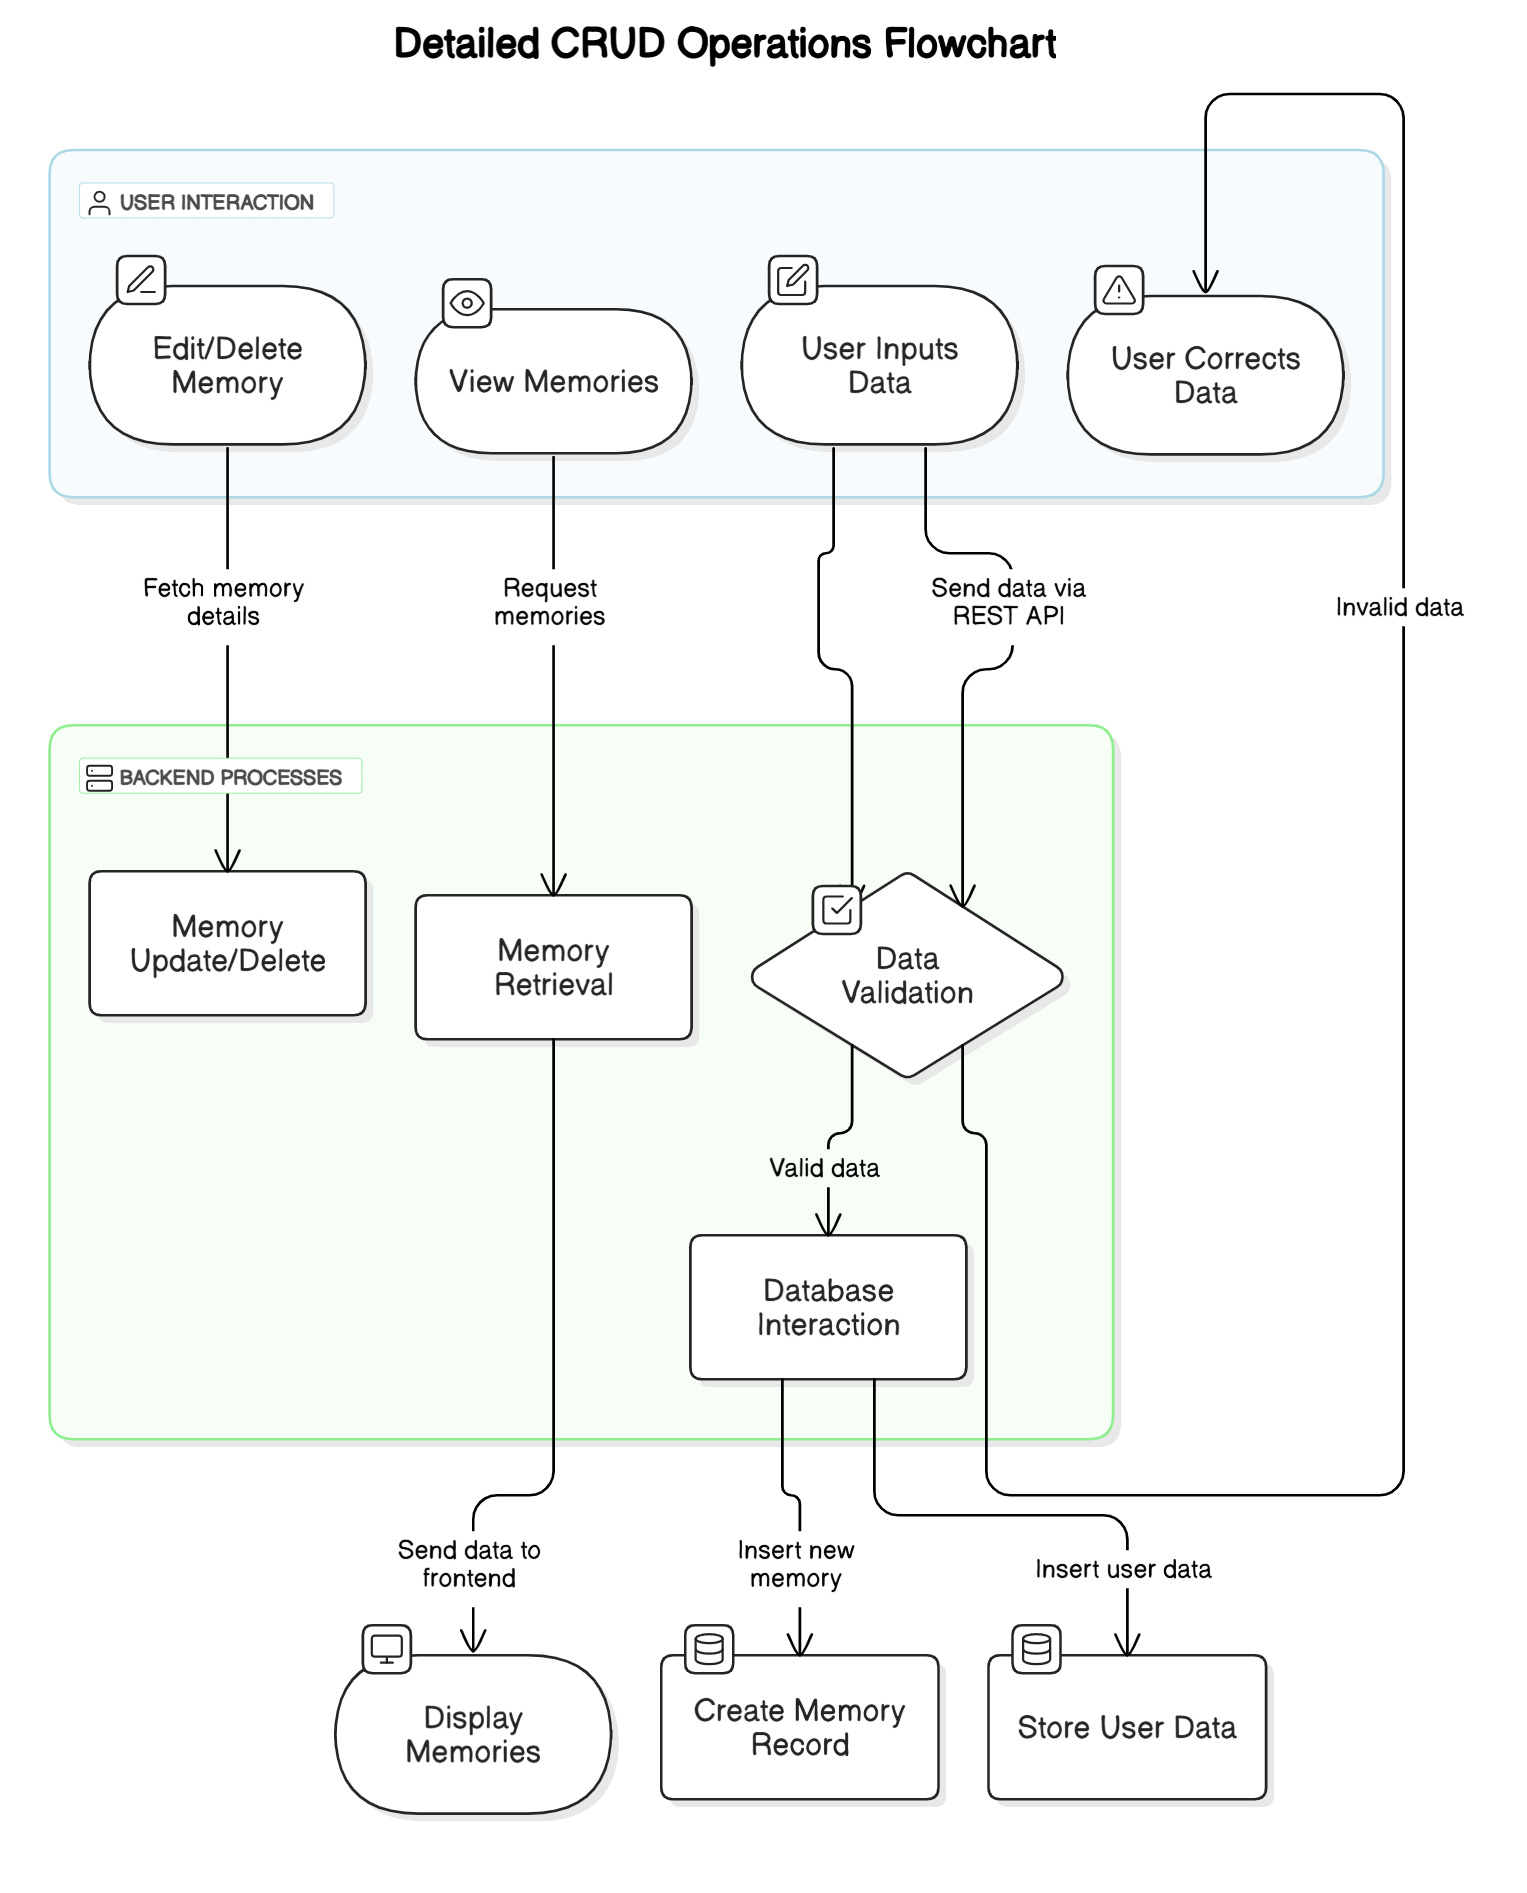 Detailed CRUD Operations Flowchart
USER INTERACTION
Edit/Delete
Memory
View Memories
User Inputs
Data
User Corrects
Data
Fetch memory
details
Request
memories
Send data via
REST API
Invalid data
BACKEND PROCESSES
Memory
Update/Delete
Memory
Retrieval
Data
Validation
Valid data
Database
Interaction
Send data to
frontend
Insert new
memory
Insert user data
Display
Memories
Create Memory
Record
Store User Data